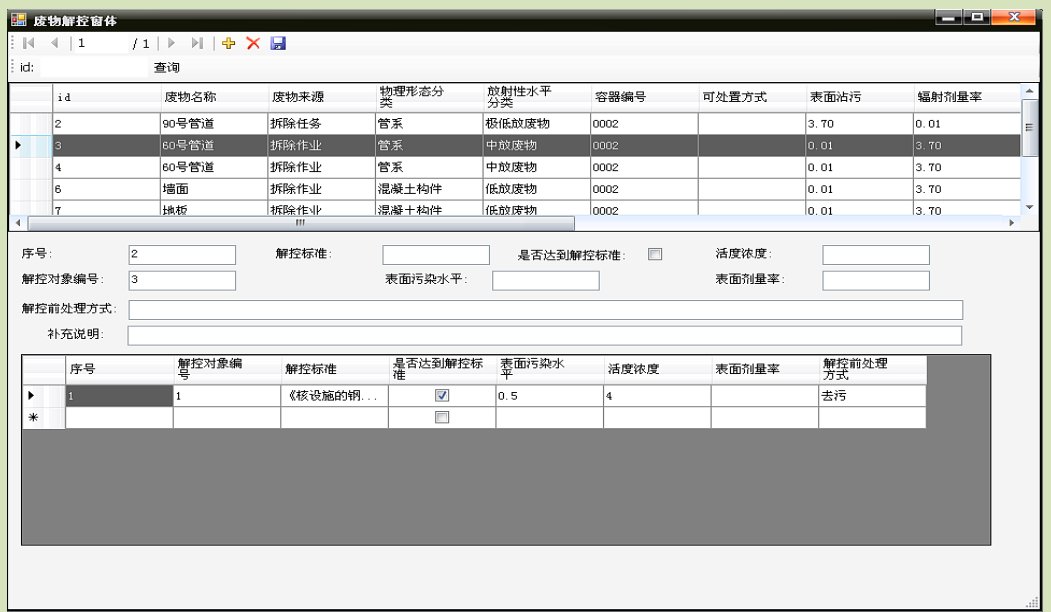 废物解控窗体
1 / 1
id: 查询
id 废物名称 废物来源 物理形态分类 放射性水平分类 容器编号 可处置方式 表面沾污 辐射剂量率
2 90号管道 拆除任务 管系 极低放废物 0002 3.70 0.01
3 60号管道 拆除作业 管系 中放废物 0002 0.01 3.70
4 60号管道 拆除作业 管系 中放废物 0002 0.01 3.70
6 墙面 拆除作业 混凝土构件 低放废物 0002 0.01 3.70
7 地板 拆除作业 混凝土构件 低放废物 0002 0.01 3.70
序号: 2 解控标准: 是否达到解控标准: 活度浓度:
解控对象编号: 3 表面污染水平: 表面剂量率:
解控前处理方式:
补充说明:
序号 解控对象编号 解控标准 是否达到解控标准 表面污染水平 活度浓度 表面剂量率 解控前处理方式
1 1 《核设施的钢... 0.5 4 去污